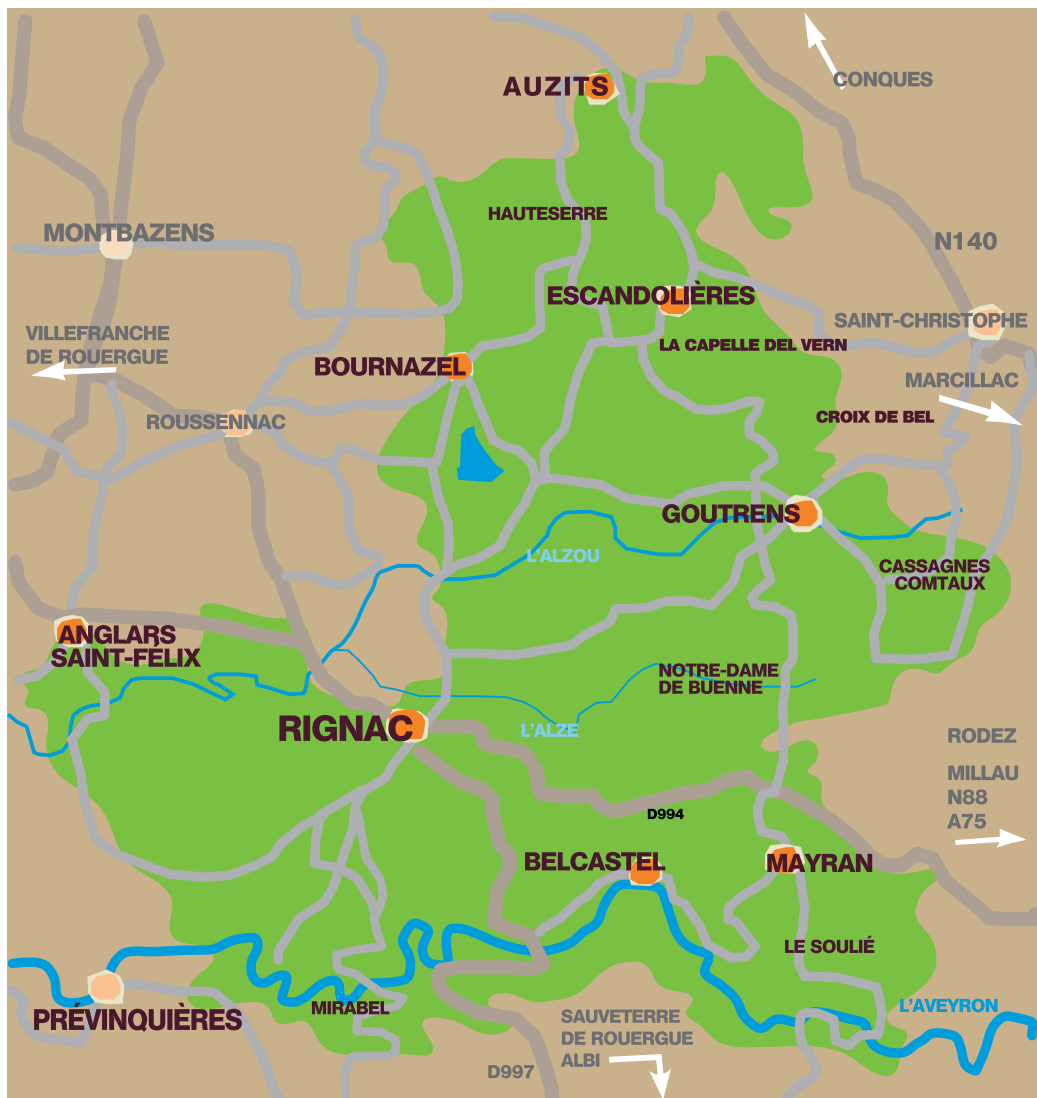 AUZITS
CONQUES
HAUTESERRE
MONTBAZENS
N140
ESCANDOLIÈRES
SAINT-CHRISTOPHE
VILLEFRANCHE
DE ROUERGUE
LA CAPELLE DEL VERN
BOURNAZEL
MARCILLAC
CROIX DE BEL
ROUSSENNAC
GOUTRENS
L'ALZOU
CASSAGNES
COMTAUX
ANGLARS
SAINT-FÉLIX
NOTRE-DAME
DE BUENNE
RIGNAC
L'ALZE
RODEZ
MILLAU
N88
A75
D994
BELCASTEL
MAYRAN
LE SOULIÉ
MIRABEL
L'AVEYRON
PRÉVINQUIÈRES
SAUVETERRE
DE ROUERGUE
ALBI
D997